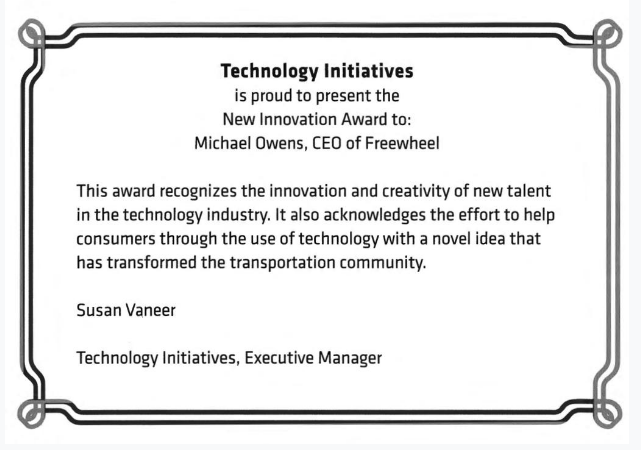 Technology Initiatives
is proud to present the
New Innovation Award to:
Michael Owens, CEO of Freewheel
This award recognizes the innovation and creativity of new talent
in the technology industry. It also acknowledges the effort to help
consumers through the use of technology with a novel idea that
has transformed the transportation community.
Susan Vaneer
Technology Initiatives, Executive Manager